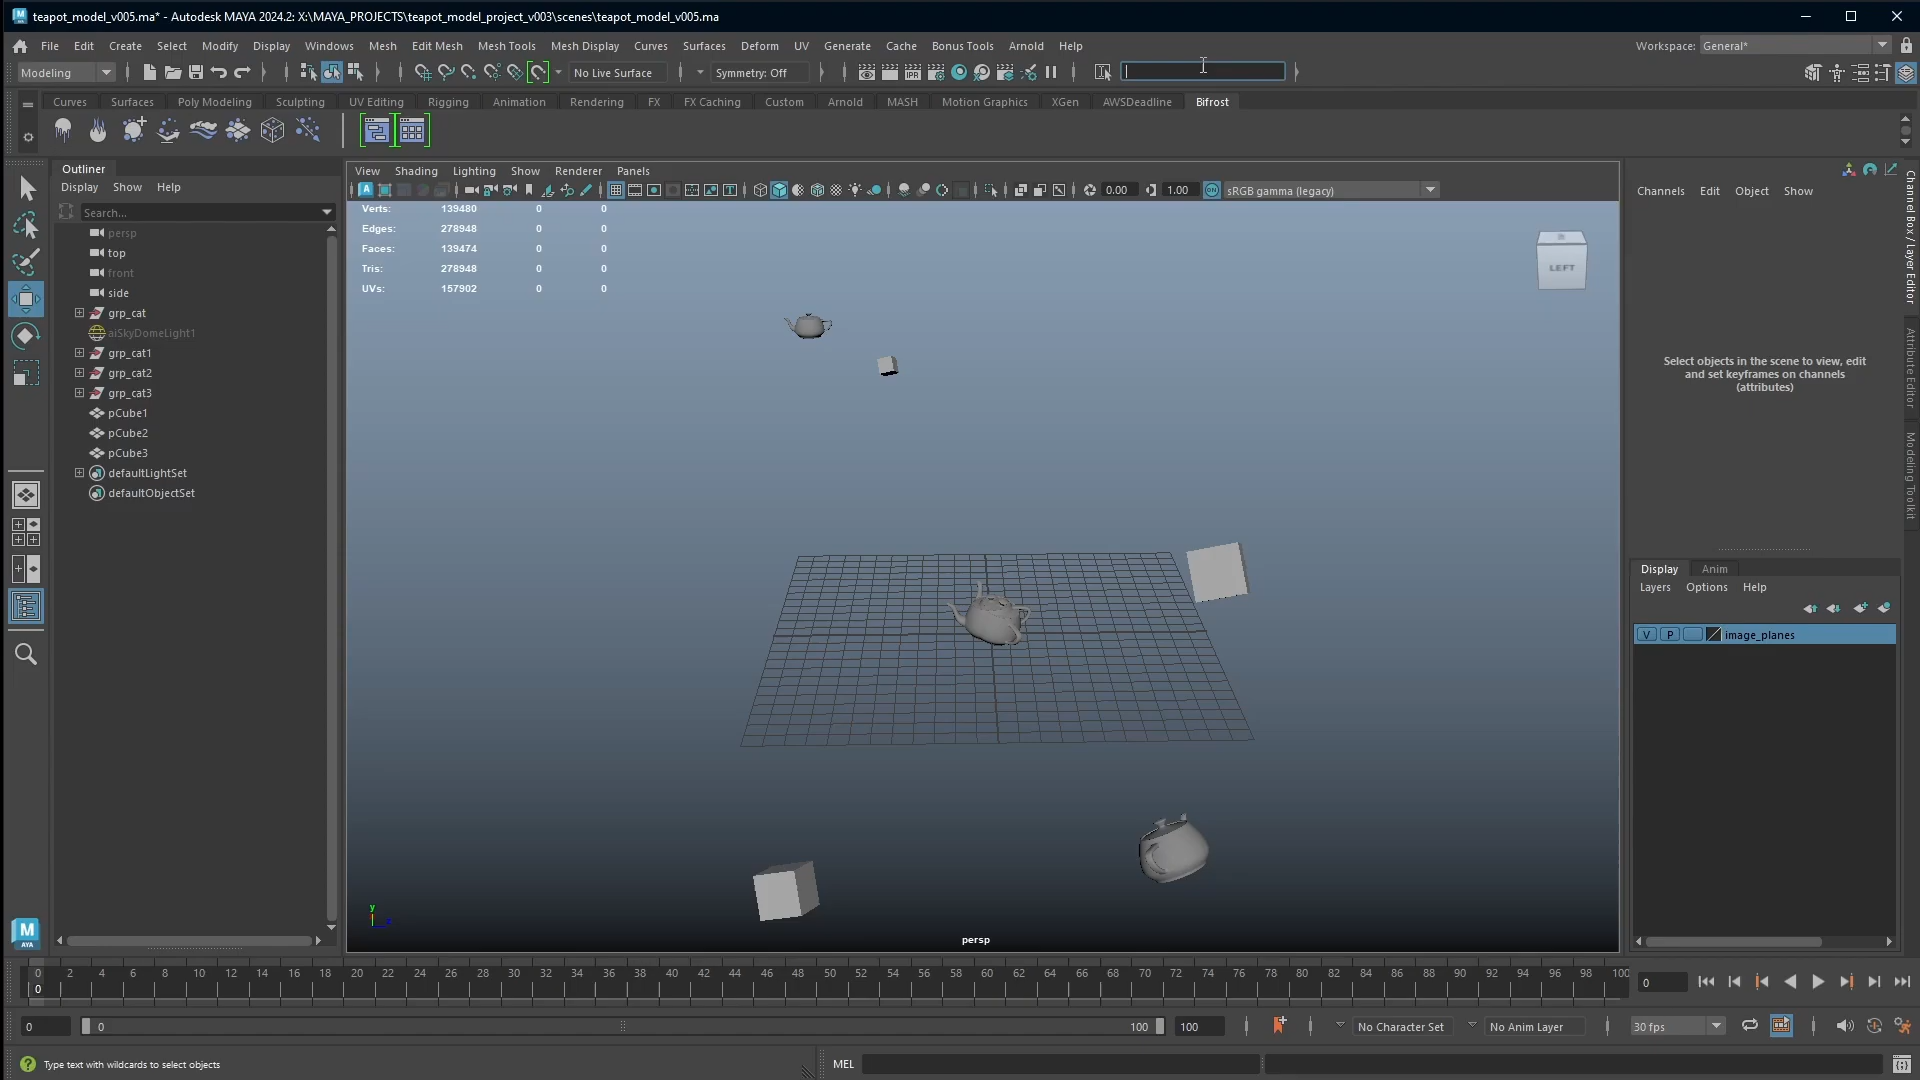 teapot_model_v005.ma* - Autodesk MAYA 2024.2: X:\MAYA_PROJECTS\teapot_model_project_v003\scenes\teapot_model_v005.ma
File Edit Create Select Modify Display Windows Mesh Edit Mesh Mesh Tools Mesh Display Curves Surfaces Deform UV Generate Cache Bonus Tools Arnold Help
Workspace: General*
Modeling
No Live Surface
Symmetry: Off
IPR
Curves Surfaces Poly Modeling Sculpting UV Editing Rigging Animation Rendering FX FX Caching Custom Arnold MASH Motion Graphics XGen AWSDeadline Bifrost
Outliner
Display Show Help
Search...
persp
top
front
side
grp_cat
aiSkyDomeLight1
grp_cat1
grp_cat2
grp_cat3
pCube1
pCube2
pCube3
defaultLightSet
defaultObjectSet
View Shading Lighting Show Renderer Panels
0.00
1.00
ON
sRGB gamma (legacy)
Verts: 139480 0 0
Edges: 278948 0 0
Faces: 139474 0 0
Tris: 278948 0 0
UVs: 157902 0 0
LEFT
y
persp
Channels Edit Object Show
Select objects in the scene to view, edit
and set keyframes on channels
(attributes)
Channel Box / Layer Editor
Attribute Editor
Modeling Toolkit
Display Anim
Layers Options Help
V P image_planes
M
AYA
0 2 4 6 8 10 12 14 16 18 20 22 24 26 28 30 32 34 36 38 40 42 44 46 48 50 52 54 56 58 60 62 64 66 68 70 72 74 76 78 80 82 84 86 88 90 92 94 96 98 100
0
0
0
0
100
100
No Character Set
No Anim Layer
30 fps
Type text with wildcards to select objects
MEL